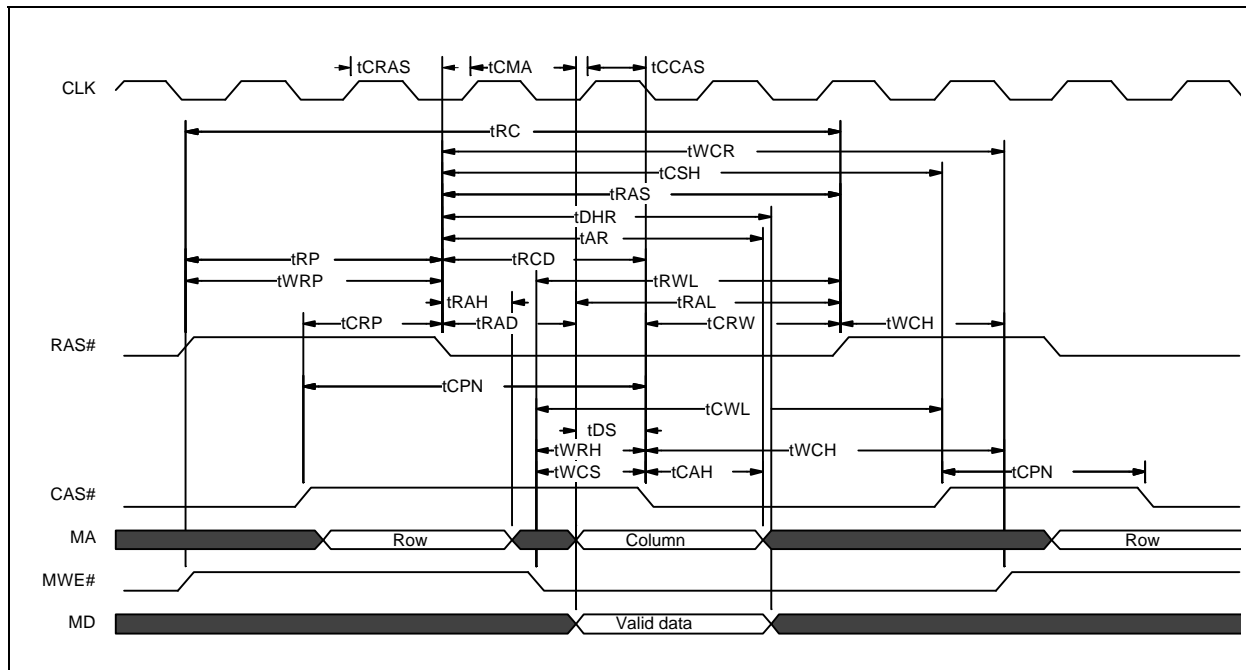 tCRAS tCMA tCCAS
CLK
tRC
tWCR
tCSH
tRAS
tDHR
tAR
tRP tRCD
tWRP tRWL
tRAH tRAL
tCRP tRAD tCRW tWCH
RAS#
tCPN
tCWL
tDS
tWRH tWCH
tWCS tCAH tCPN
CAS#
MA Row Column Row
MWE#
MD Valid data